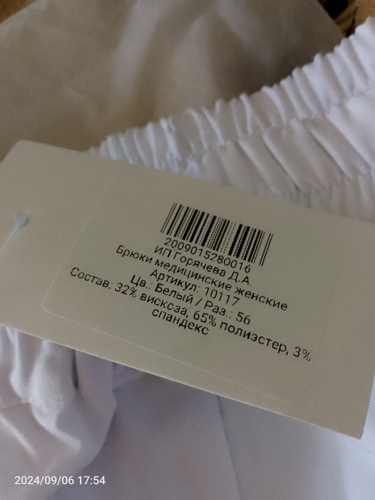 2009015280016
ИП Горячева Д.А.
Брюки медицинские женские
Артикул: 10117
Цв.: Белый / Раз.: 56
Состав: 32% вискоза, 65% полиэстер, 3%
спандекс
2024/09/06 17:54